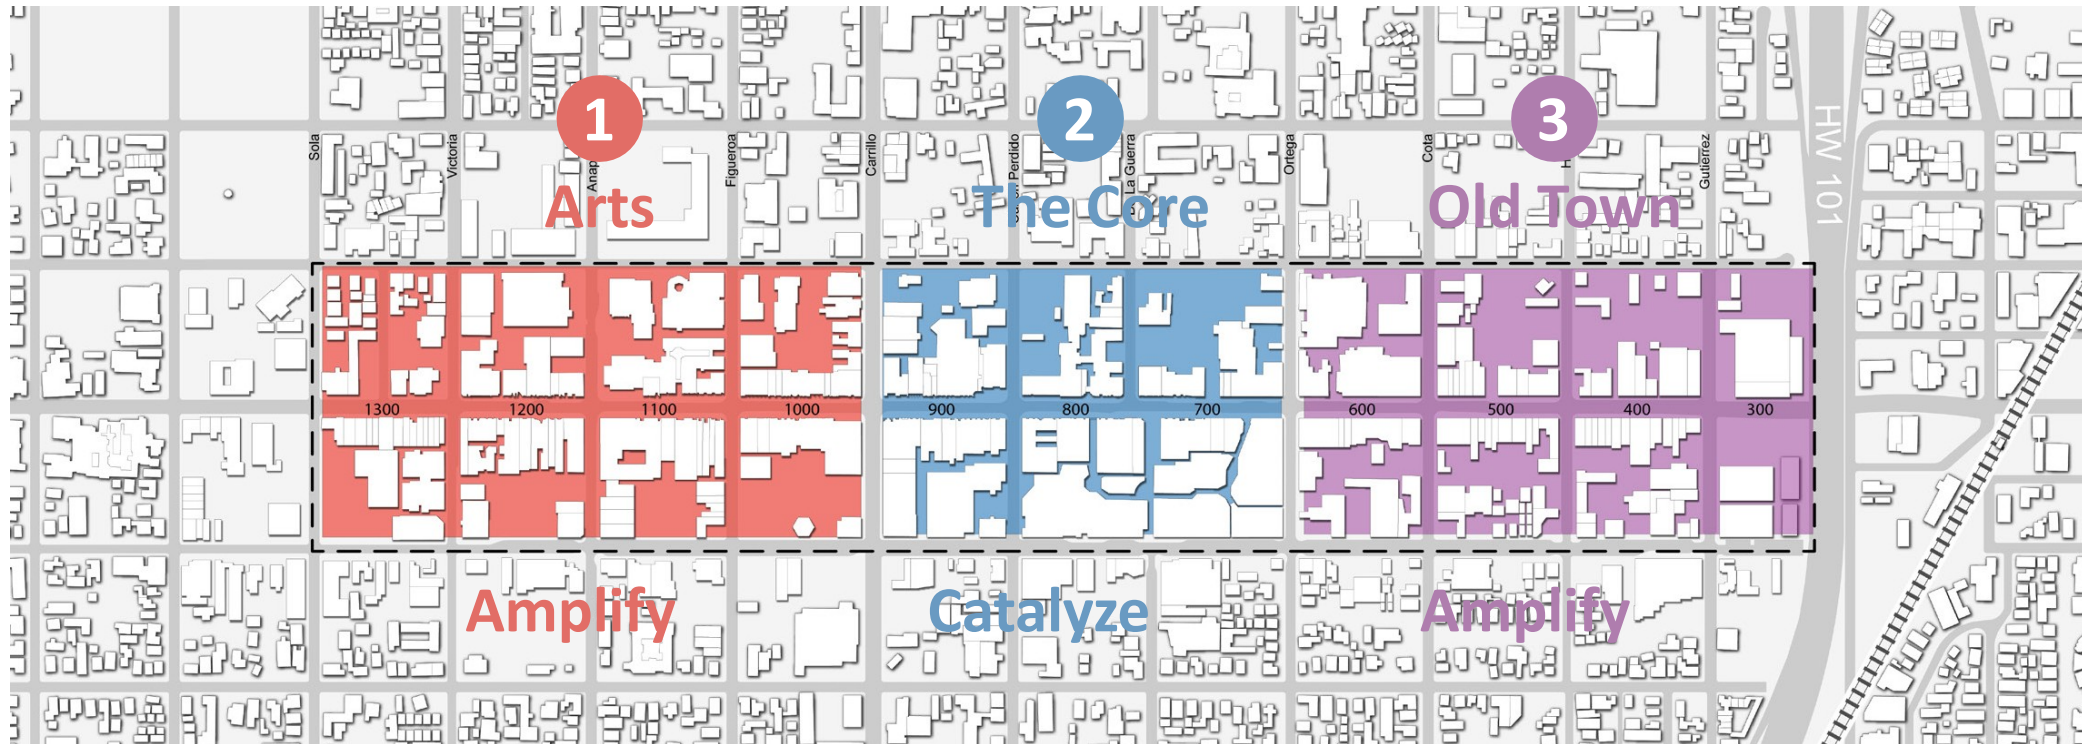 1
2
3
HW 101
Sola
Victoria
Anap
Figueroa
Carrillo
Perdido
La Guerra
Ortega
Cota
Gutierrez
Arts
The Core
Old Town
1300
1200
1100
1000
900
800
700
600
500
400
300
Amplify
Catalyze
Amplify